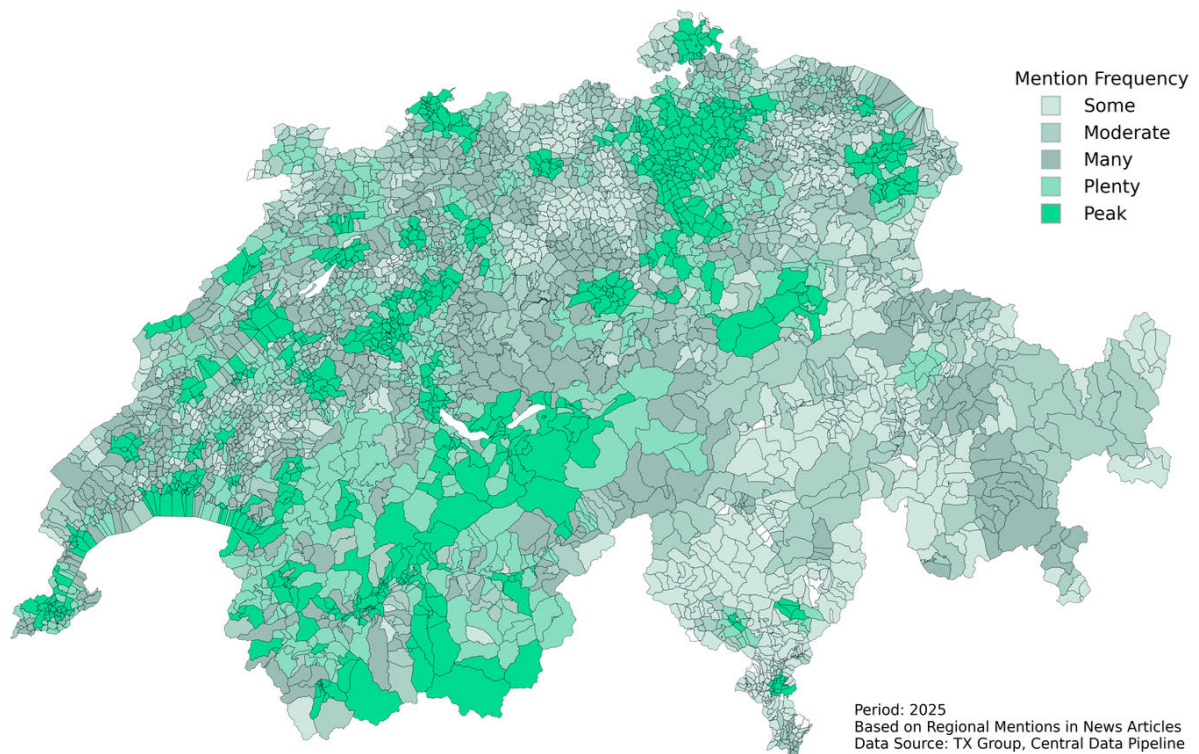 Mention Frequency
Some
Moderate
Many
Plenty
Peak
Period: 2025
Based on Regional Mentions in News Articles
Data Source: TX Group, Central Data Pipeline